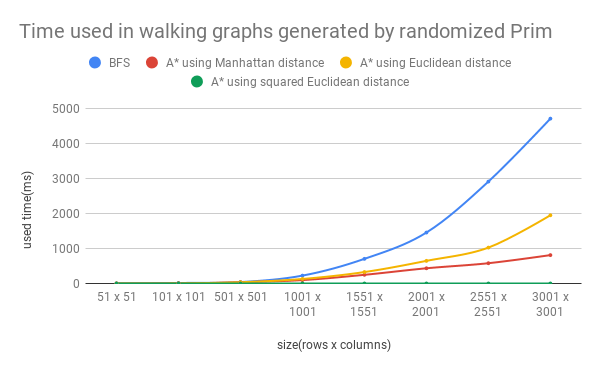 Time used in walking graphs generated by randomized Prim
BFS A* using Manhattan distance A* using Euclidean distance
A* using squared Euclidean distance
5000
4000
3000
2000
1000
0
used time(ms)
51 x 51 101 x 101 501 x 501 1001 x 1551 x 2001 x 2551 x 3001 x
1001 1551 2001 2551 3001
size(rows x columns)